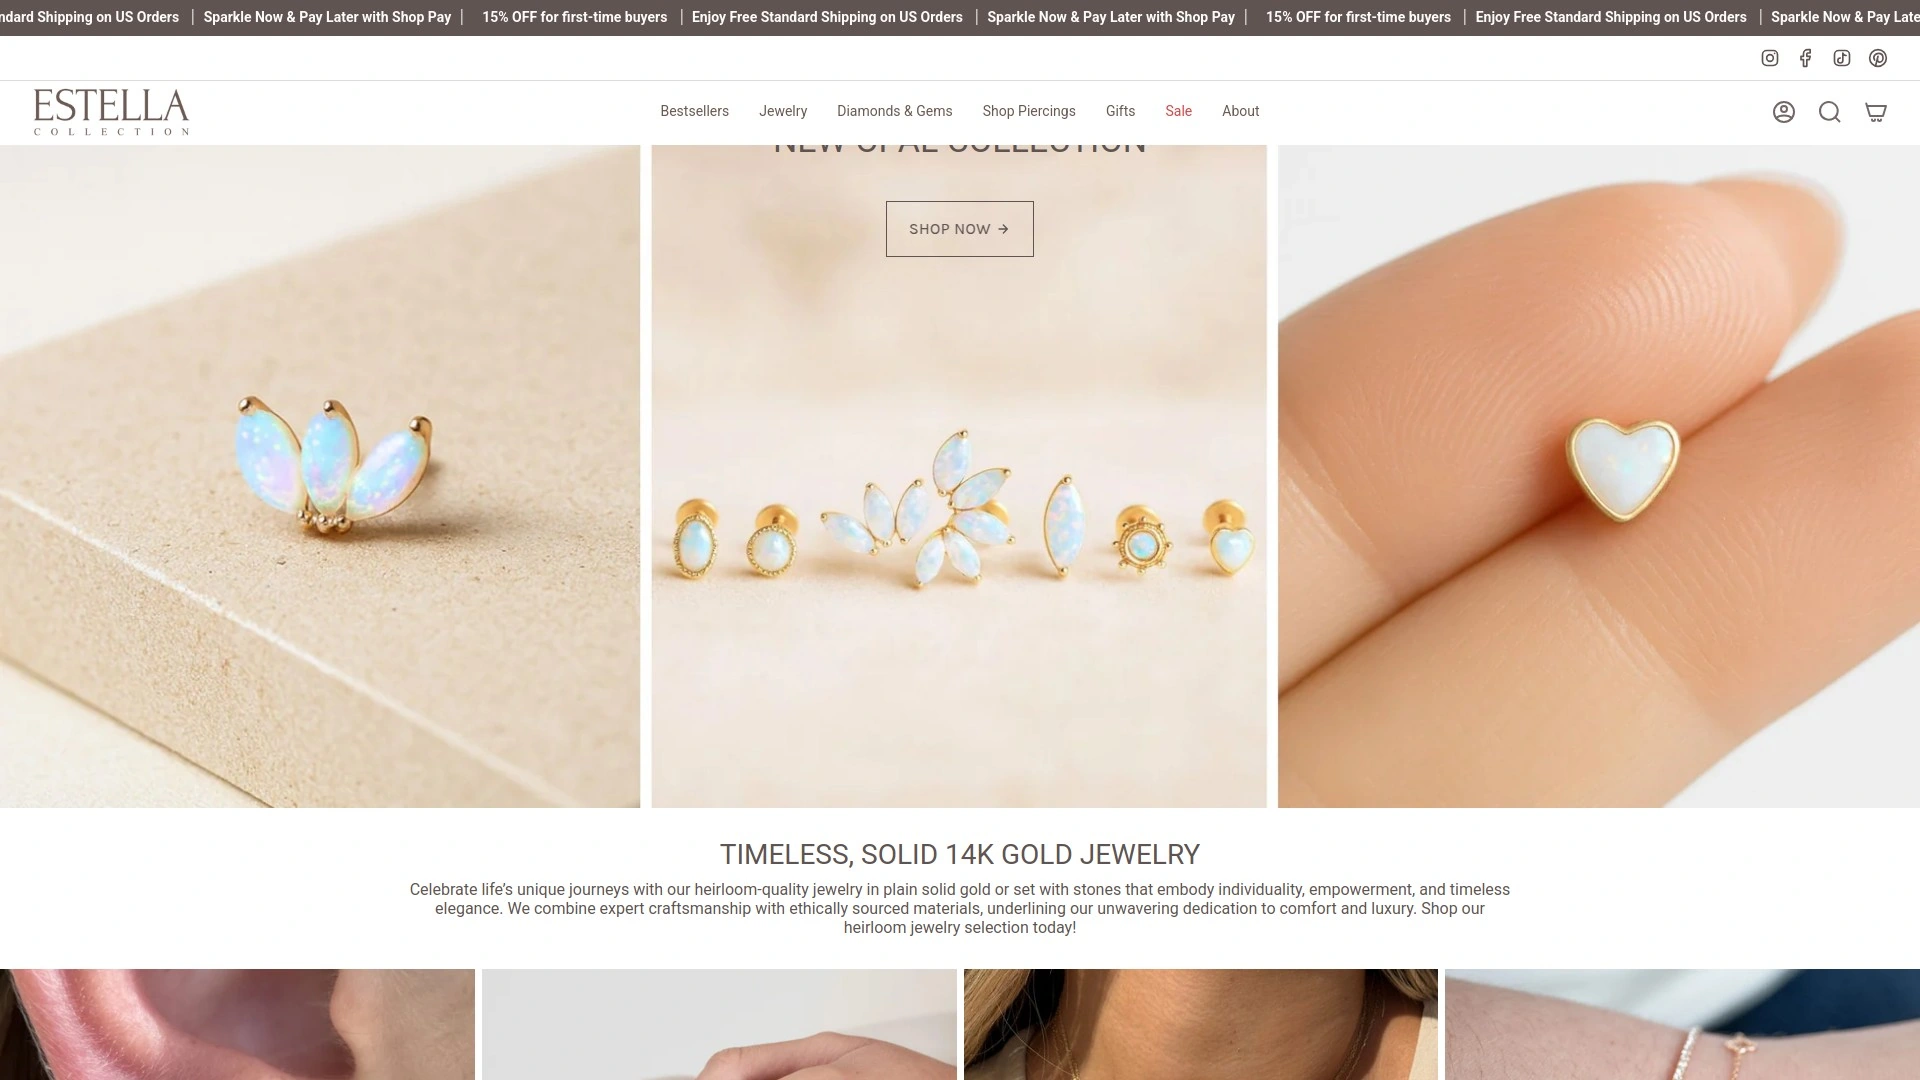 ndard Shipping on US Orders | Sparkle Now & Pay Later with Shop Pay | 15% OFF for first-time buyers | Enjoy Free Standard Shipping on US Orders | Sparkle Now & Pay Later with Shop Pay | 15% OFF for first-time buyers | Enjoy Free Standard Shipping on US Orders | Sparkle Now & Pay Late
ESTELLA
COLLECTION
Bestsellers Jewelry Diamonds & Gems Shop Piercings Gifts Sale About
NEW OPAL COLLECTION
SHOP NOW →
TIMELESS, SOLID 14K GOLD JEWELRY
Celebrate life’s unique journeys with our heirloom-quality jewelry in plain solid gold or set with stones that embody individuality, empowerment, and timeless
elegance. We combine expert craftsmanship with ethically sourced materials, underlining our unwavering dedication to comfort and luxury. Shop our
heirloom jewelry selection today!